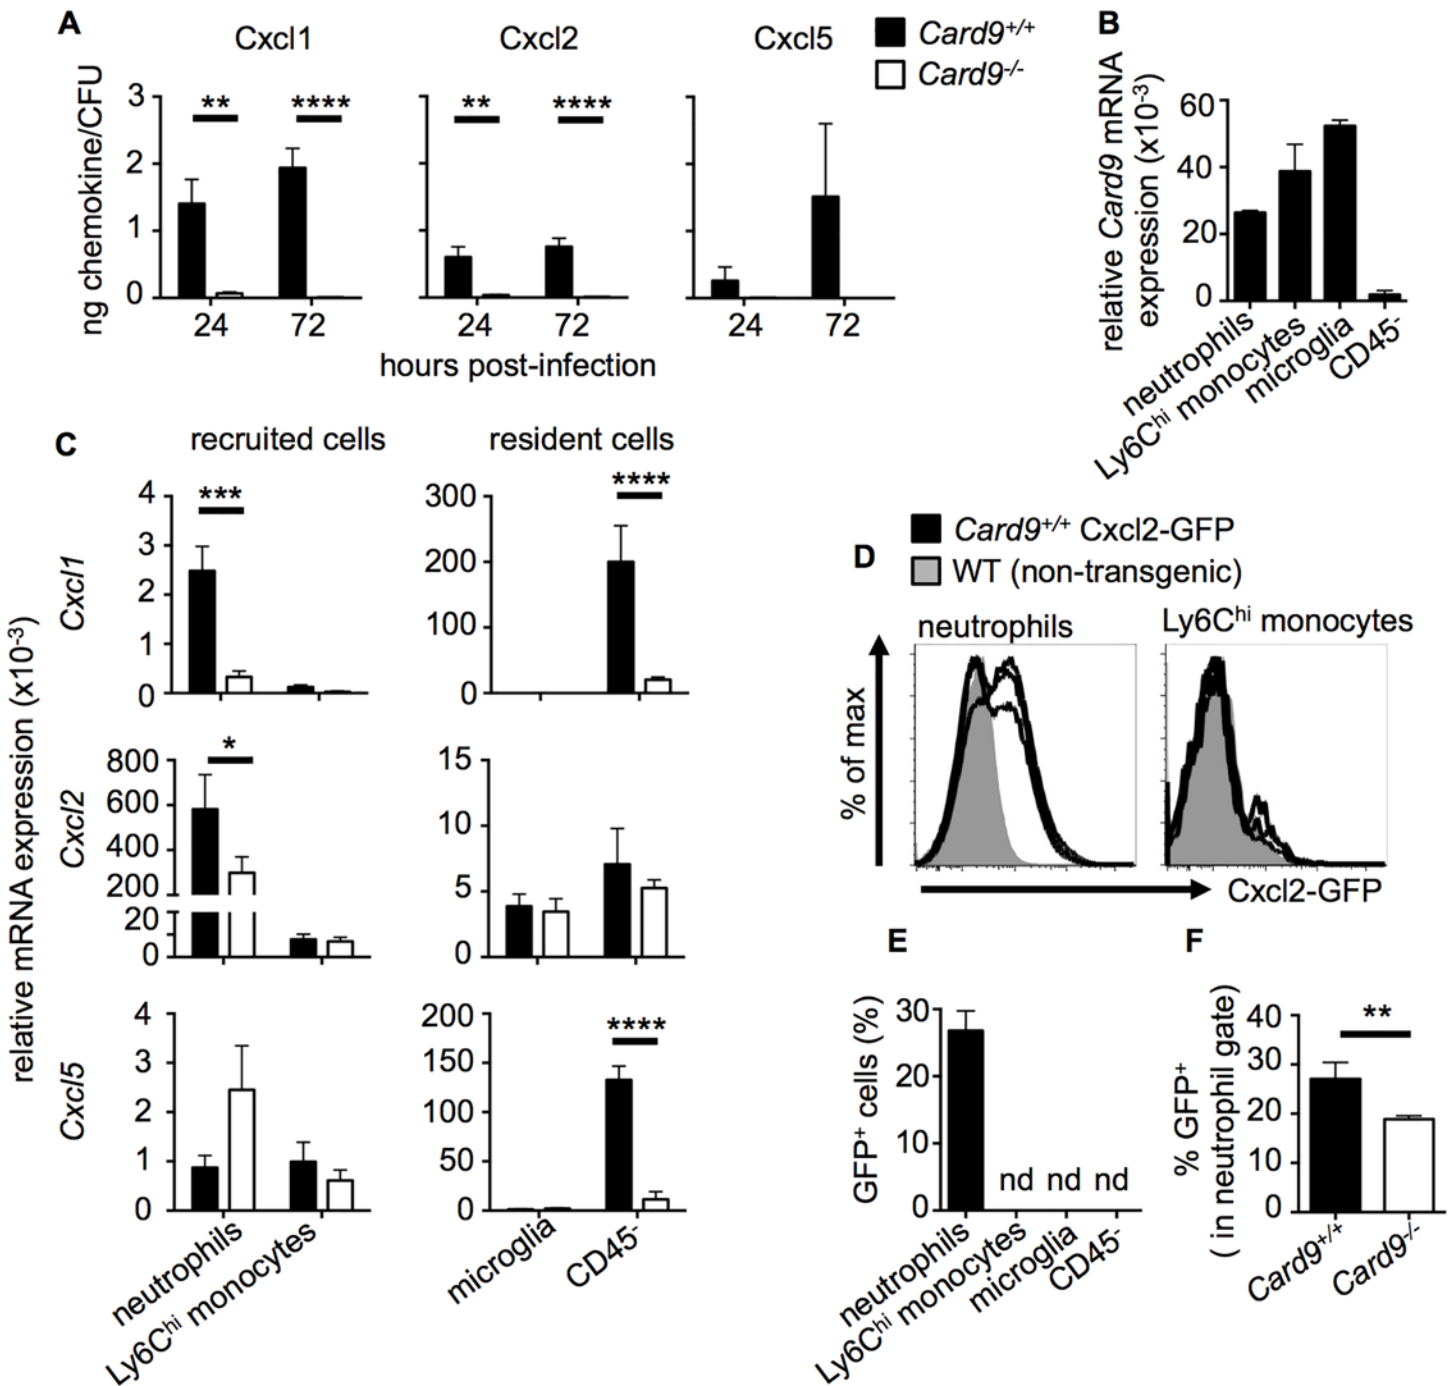 A
Cxcl1
Cxcl2
Cxcl5
Card9+/+
Card9-/-
ng chemokine/CFU
3
2
1
0
** ****
** ****
24 72
24 72
24 72
hours post-infection
B
relative Card9 mRNA
expression (x10-3)
60
40
20
0
neutrophils
Ly6Chi monocytes
microglia
CD45-
C
recruited cells
resident cells
relative mRNA expression (x10-3)
Cxcl1
4
3
2
1
0
***
300
200
100
0
****
Cxcl2
800
600
400
200
20
0
*
15
10
5
0
Cxcl5
4
3
2
1
0
200
150
100
50
0
****
neutrophils
Ly6Chi monocytes
microglia
CD45-
D
Card9+/+ Cxcl2-GFP
WT (non-transgenic)
neutrophils
Ly6Chi monocytes
% of max
Cxcl2-GFP
E
GFP+ cells (%)
30
20
10
0
nd nd nd
neutrophils
Ly6Chi monocytes
microglia
CD45-
F
% GFP+
( in neutrophil gate)
40
30
20
10
0
**
Card9+/+
Card9-/-